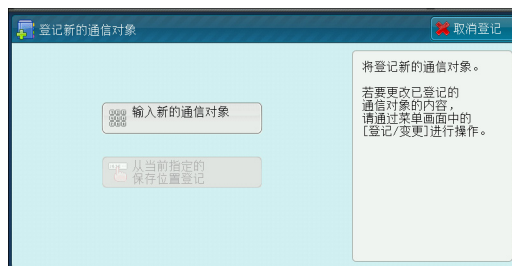 登记新的通信对象
取消登记
将登记新的通信对象。
若要更改已登记的
通信对象的内容，
请通过菜单画面中的
[登记/变更]进行操作。
输入新的通信对象
从当前指定的
保存位置登记